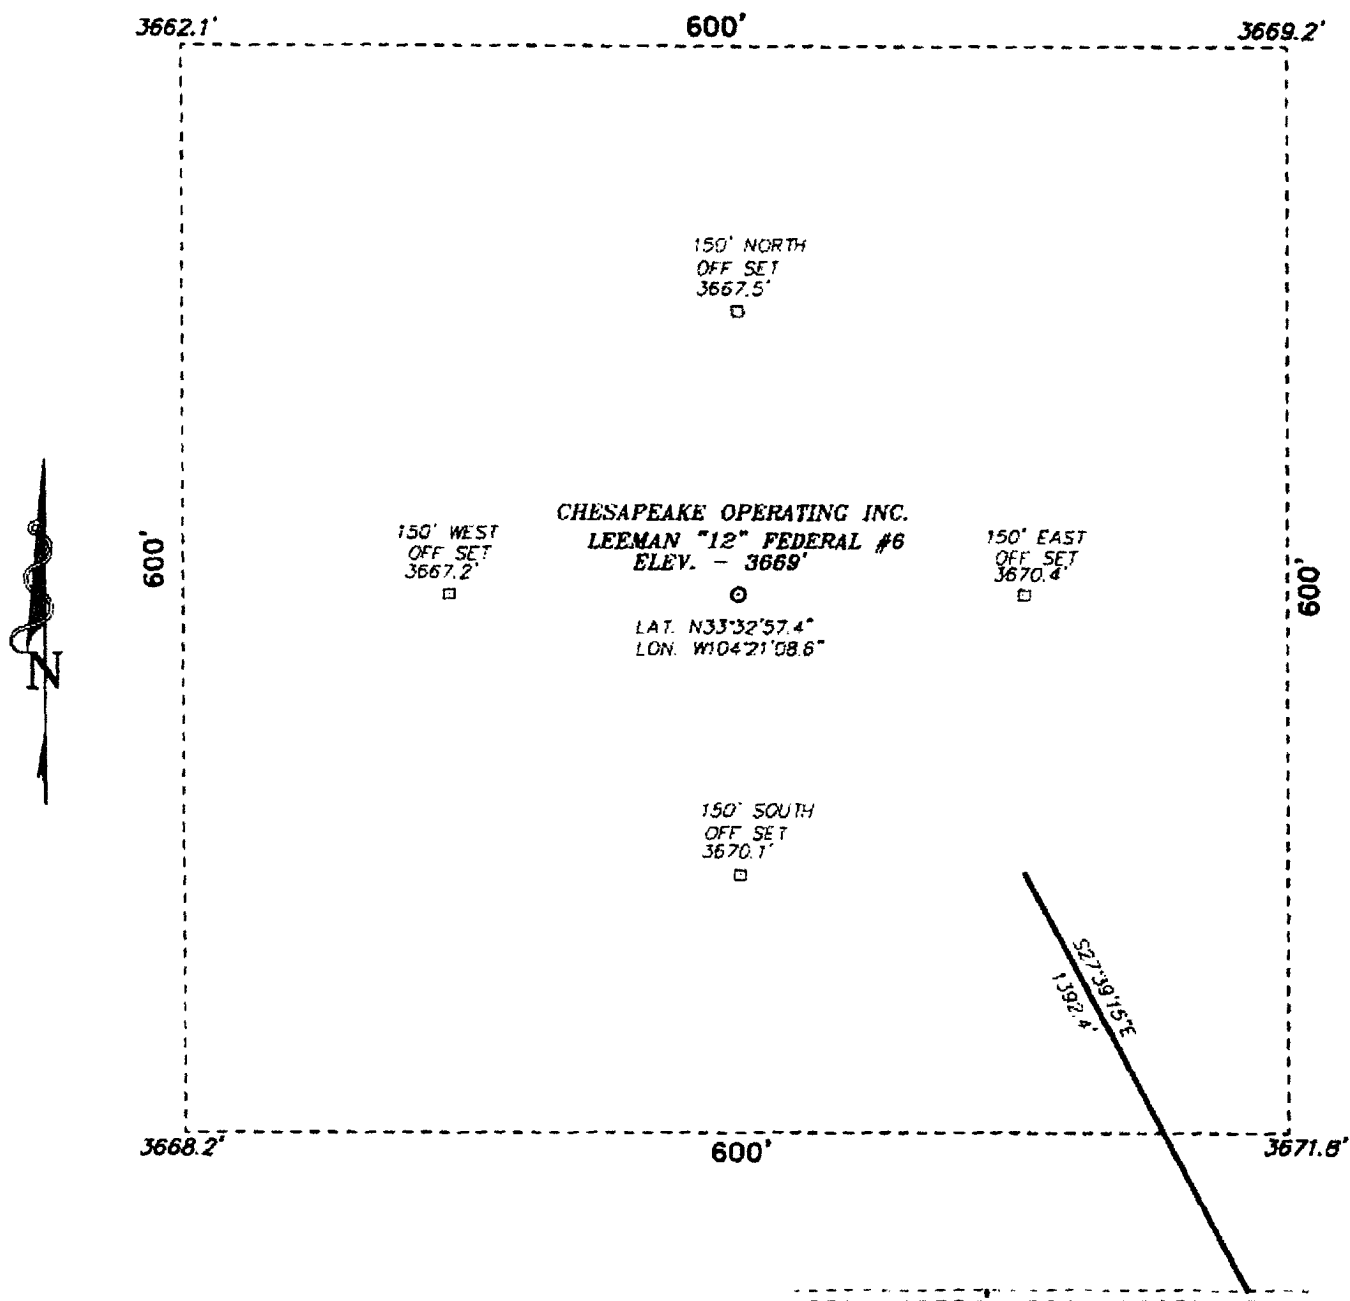 3662.1' 600' 3669.2'
150' NORTH
OFF SET
3667.5'
CHESAPEAKE OPERATING INC.
LEEMAN "12" FEDERAL #6
ELEV. - 3669'
150' WEST
OFF SET
3667.2'
150' EAST
OFF SET
3670.4'
600'
600'
LAT. N33°32'57.4"
LON. W104°21'08.6"
N
150' SOUTH
OFF SET
3670.1'
S27°39'15"E
1392.4'
3668.2' 600'